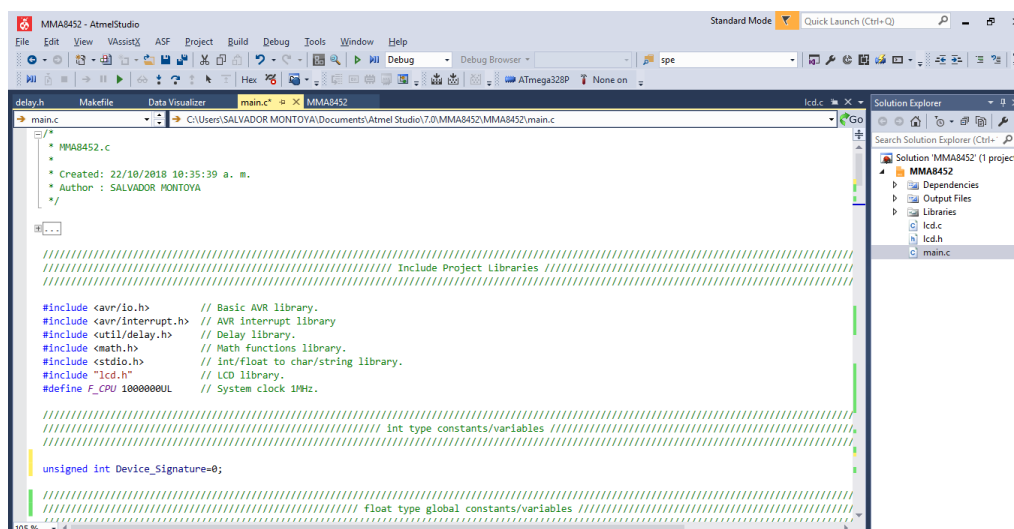 MMA8452 - AtmelStudio
Standard Mode Quick Launch (Ctrl+Q)
File Edit View VAssistX ASF Project Build Debug Tools Window Help
Debug Debug Browser spe
Hex ATmega328P None on
delay.h Makefile Data Visualizer main.c* MMA8452 lcd.c Solution Explorer
main.c C:\Users\SALVADOR MONTOYA\Documents\Atmel Studio\7.0\MMA8452\MMA8452\main.c Go
Search Solution Explorer (Ctrl+
Solution 'MMA8452' (1 project
MMA8452
Dependencies
Output Files
Libraries
lcd.c
lcd.h
main.c
/*
* MMA8452.c
*
* Created: 22/10/2018 10:35:39 a. m.
* Author : SALVADOR MONTOYA
*/
...
////////////////////////////////////////////////////////////////////////////////////////////////////////////////////////////////////////////////
////////////////////////////////////////////////////////////// Include Project Libraries ///////////////////////////////////////////////////////
////////////////////////////////////////////////////////////////////////////////////////////////////////////////////////////////////////////////
#include <avr/io.h> // Basic AVR library.
#include <avr/interrupt.h> // AVR interrupt library
#include <util/delay.h> // Delay library.
#include <math.h> // Math functions library.
#include <stdio.h> // int/float to char/string library.
#include "lcd.h" // LCD library.
#define F_CPU 1000000UL // System clock 1MHz.
////////////////////////////////////////////////////////////////////////////////////////////////////////////////////////////////////////////////
//////////////////////////////////////////////////////////// int type constants/variables //////////////////////////////////////////////////////
////////////////////////////////////////////////////////////////////////////////////////////////////////////////////////////////////////////////
unsigned int Device_Signature=0;
////////////////////////////////////////////////////////////////////////////////////////////////////////////////////////////////////////////////
//////////////////////////////////////////////////////// float type global constants/variables /////////////////////////////////////////////////
////////////////////////////////////////////////////////////////////////////////////////////////////////////////////////////////////////////////
105 %